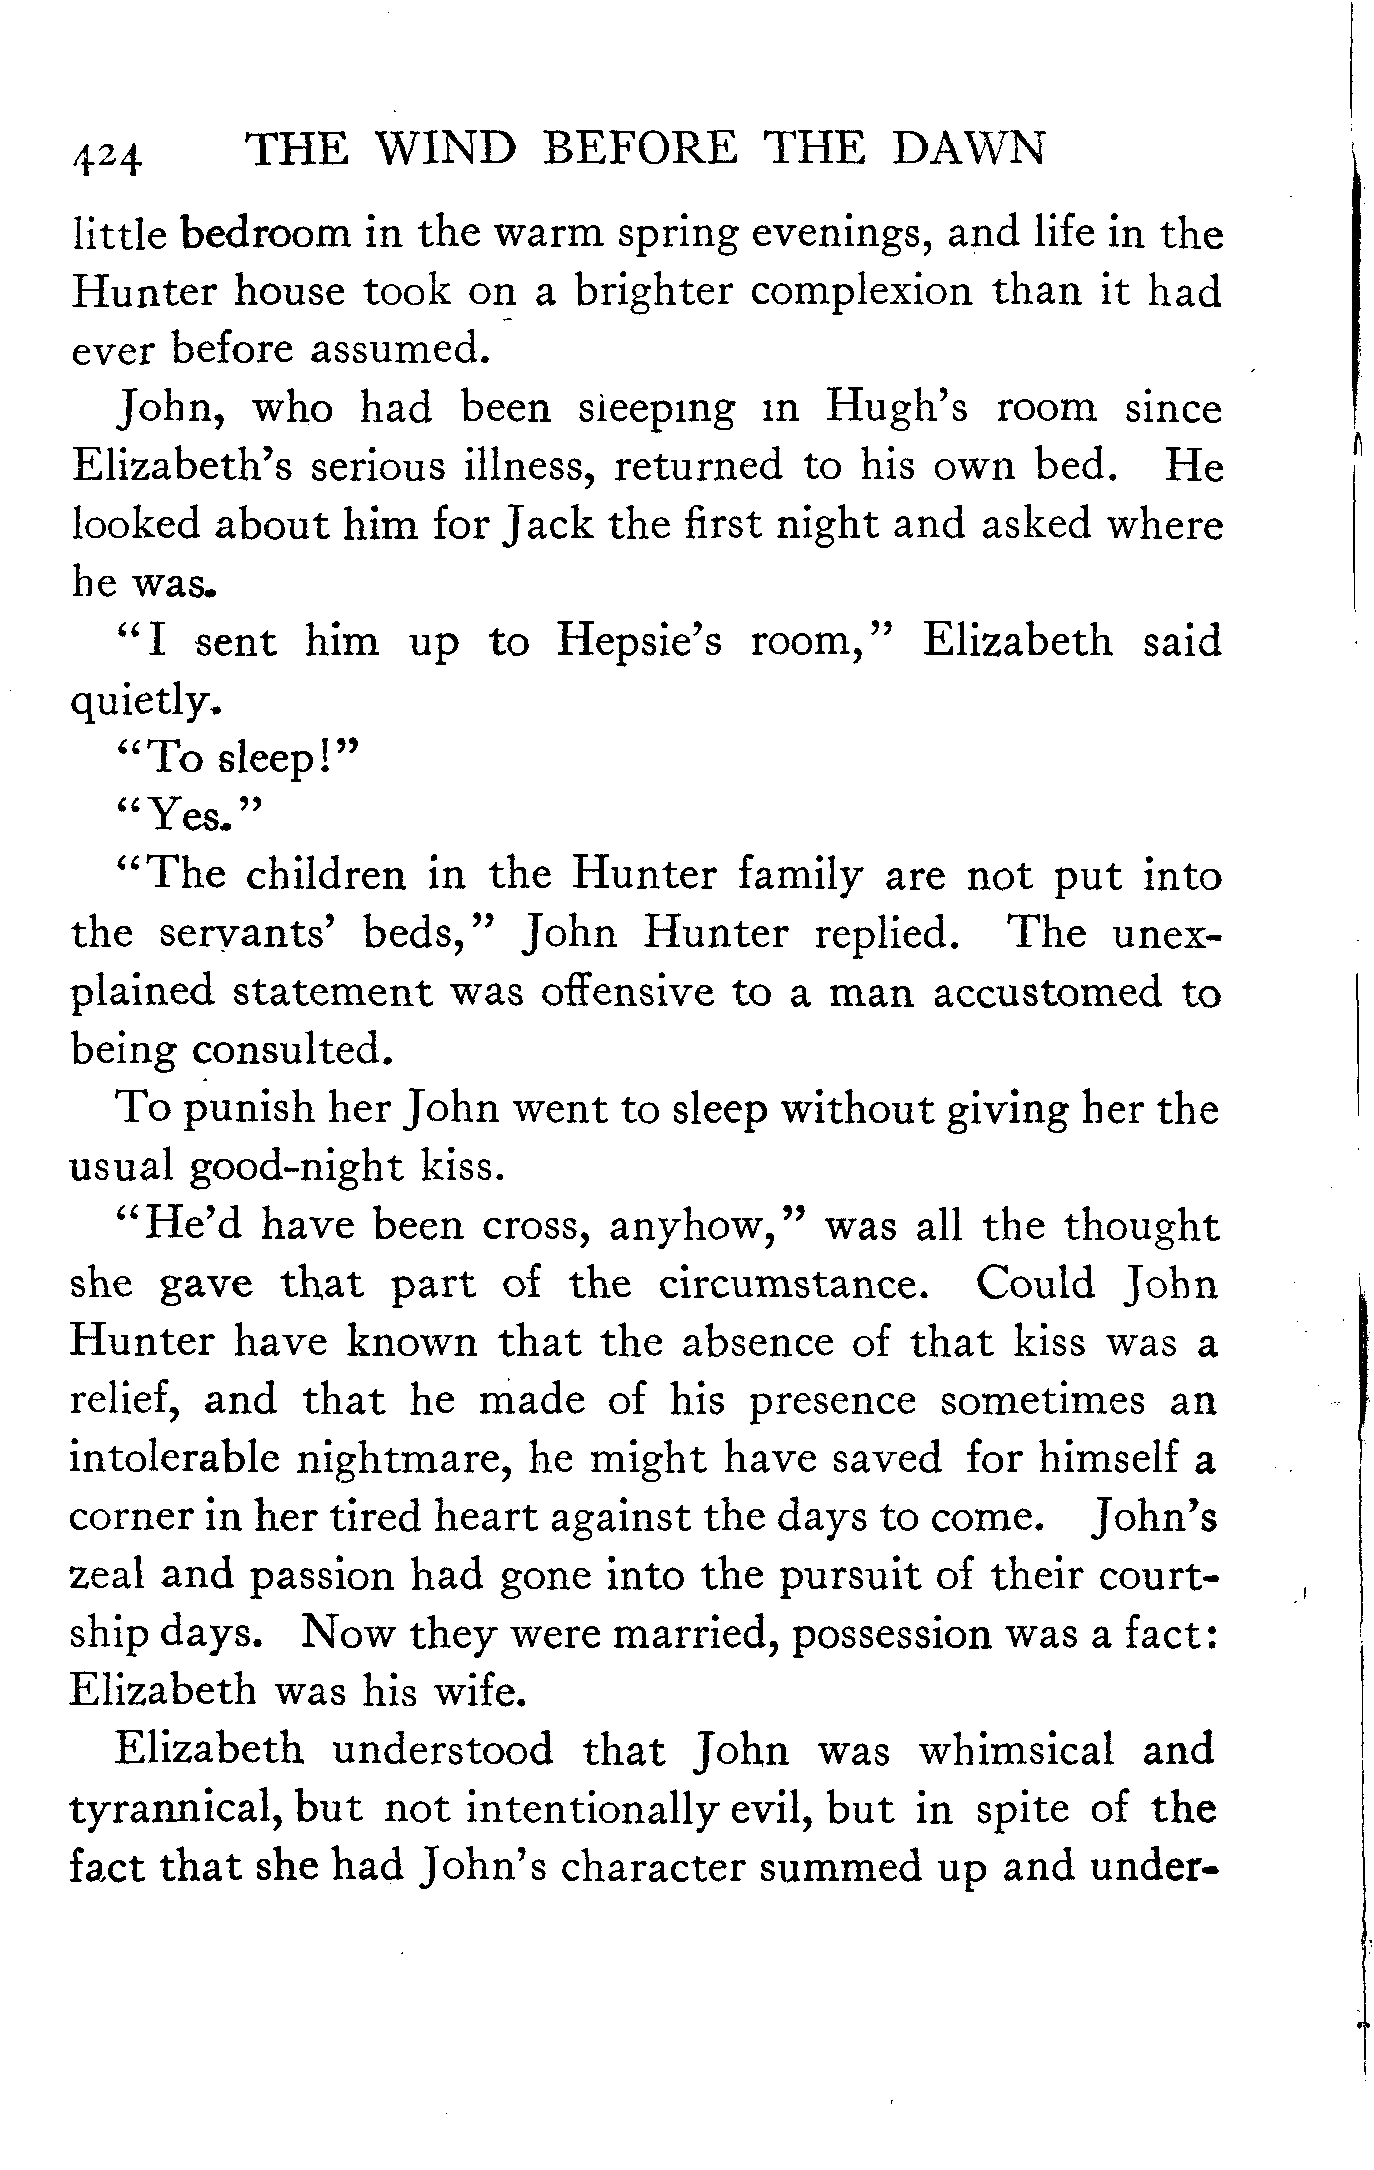 424 THE WIND BEFORE THE DAWN
little bedroom in the warm spring evenings, and life in the
Hunter house took on a brighter complexion than it had
ever before assumed.
John, who had been sleeping in Hugh's room since
Elizabeth's serious illness, returned to his own bed. He
looked about him for Jack the first night and asked where
he was.
"I sent him up to Hepsie's room," Elizabeth said
quietly.
"To sleep!"
"Yes."
"The children in the Hunter family are not put into
the servants' beds," John Hunter replied. The unex-
plained statement was offensive to a man accustomed to
being consulted.
To punish her John went to sleep without giving her the
usual good-night kiss.
"He'd have been cross, anyhow," was all the thought
she gave that part of the circumstance. Could John
Hunter have known that the absence of that kiss was a
relief, and that he made of his presence sometimes an
intolerable nightmare, he might have saved for himself a
corner in her tired heart against the days to come. John's
zeal and passion had gone into the pursuit of their court-
ship days. Now they were married, possession was a fact:
Elizabeth was his wife.
Elizabeth understood that John was whimsical and
tyrannical, but not intentionally evil, but in spite of the
fact that she had John's character summed up and under-